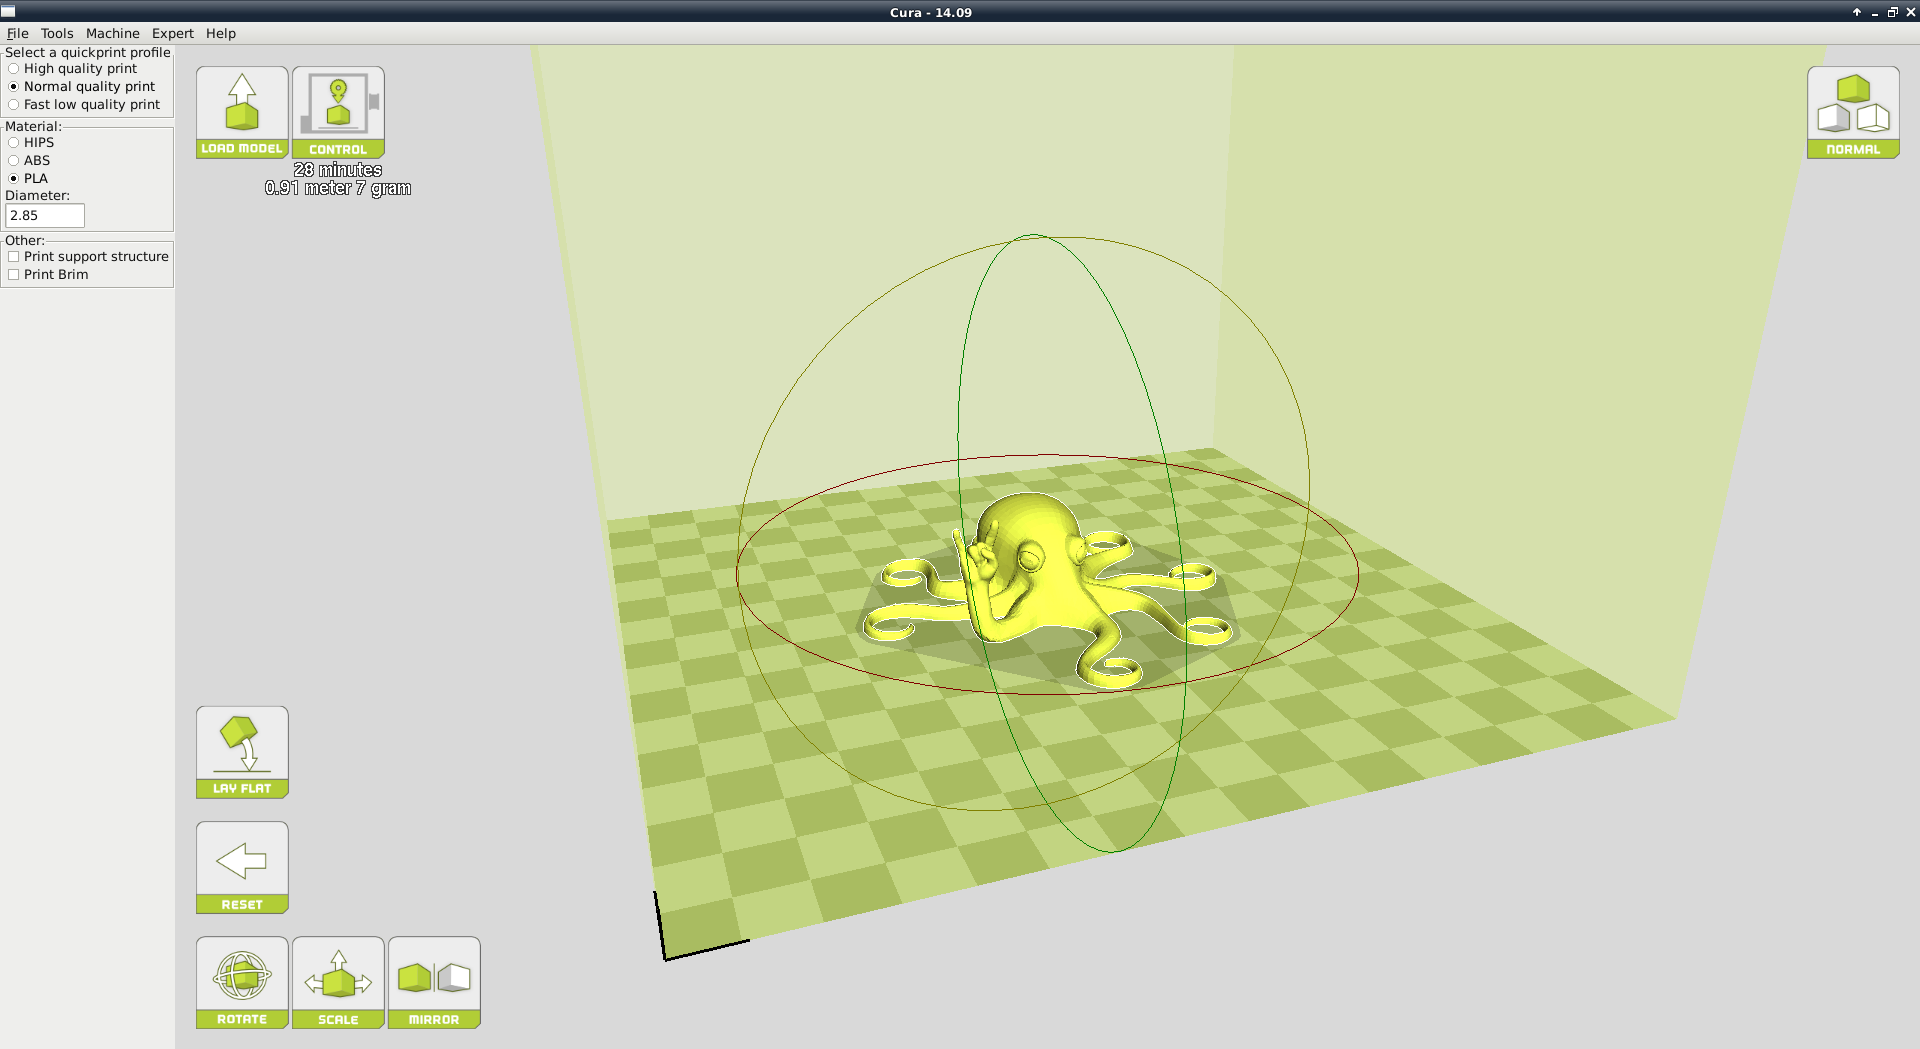 Cura - 14.09
File Tools Machine Expert Help
Select a quickprint profile
High quality print
Normal quality print
Fast low quality print
Material:
HIPS
ABS
PLA
Diameter:
2.85
Other:
Print support structure
Print Brim
LOAD MODEL
CONTROL
28 minutes
0.91 meter 7 gram
NORMAL
LAY FLAT
RESET
ROTATE
SCALE
MIRROR